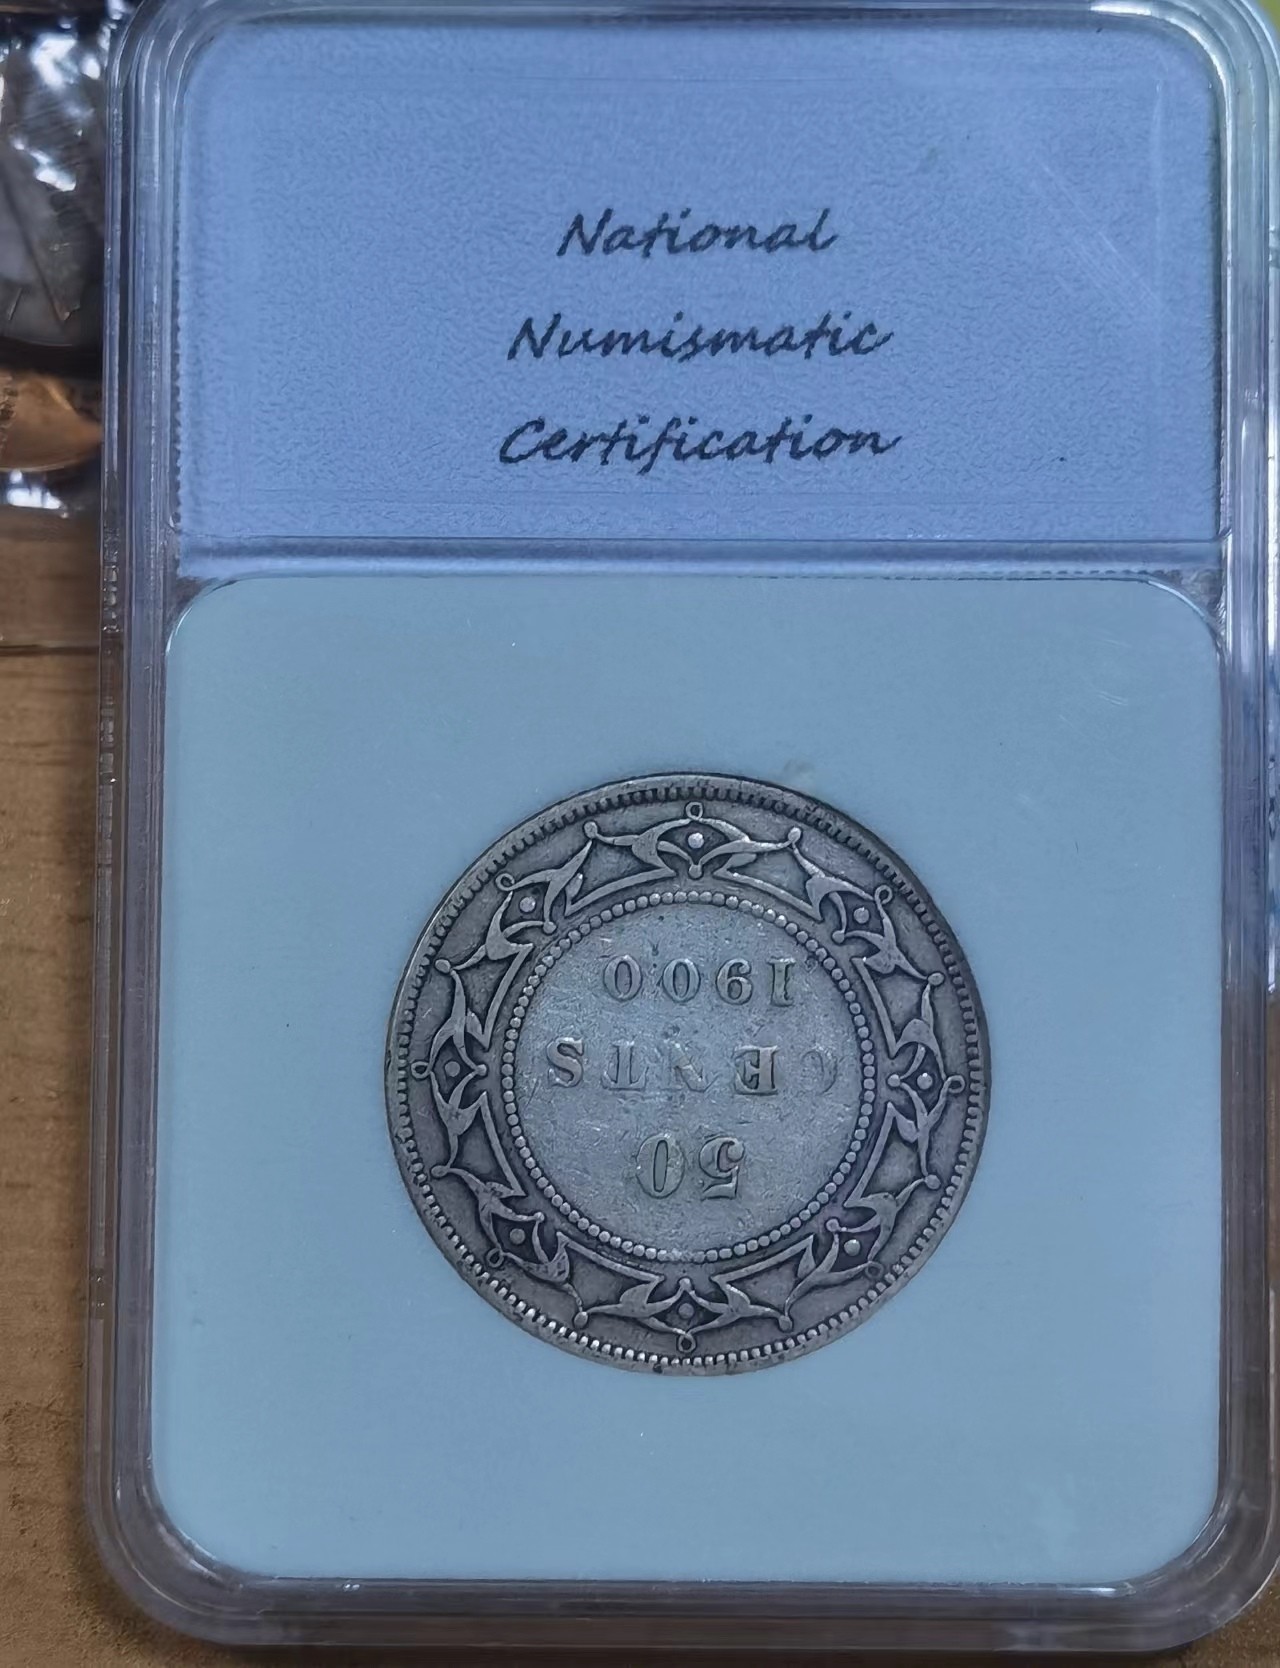 National
Numismatic
Certification
50
CENTS
1900